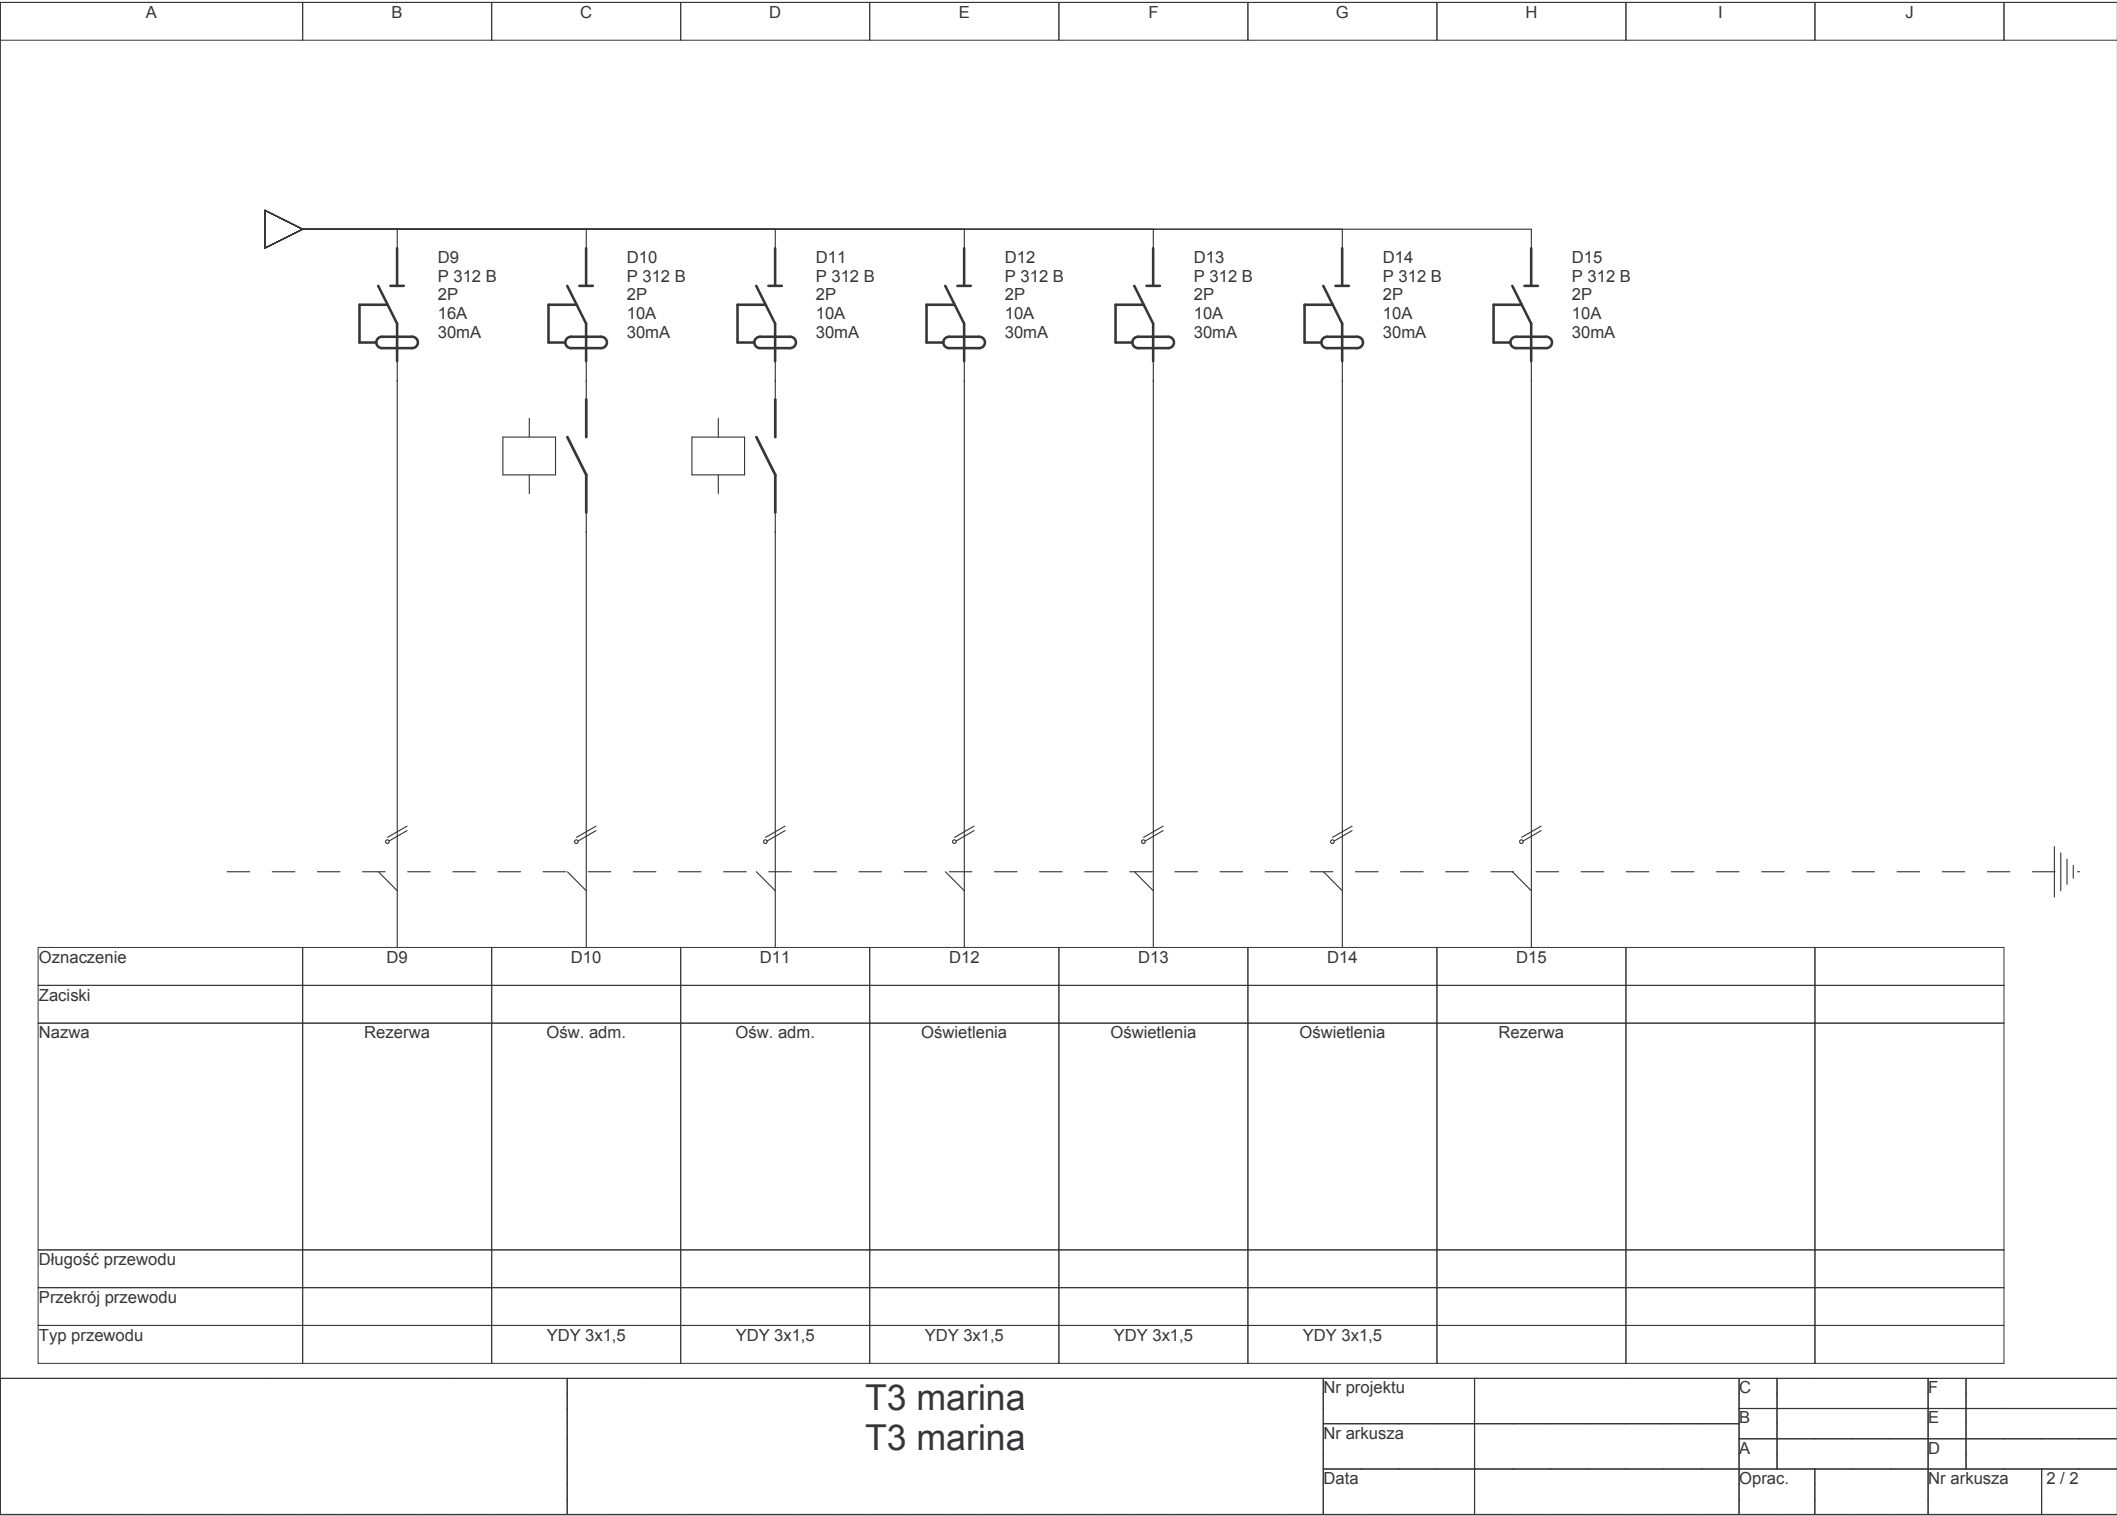 A B C D E F G H I J
D9 D10 D11 D12 D13 D14 D15
P 312 B P 312 B P 312 B P 312 B P 312 B P 312 B P 312 B
2P 2P 2P 2P 2P 2P 2P
16A 10A 10A 10A 10A 10A 10A
30mA 30mA 30mA 30mA 30mA 30mA 30mA
Oznaczenie D9 D10 D11 D12 D13 D14 D15
Zaciski
Nazwa Rezerwa Ośw. adm. Ośw. adm. Oświetlenia Oświetlenia Oświetlenia Rezerwa
Długość przewodu
Przekrój przewodu
Typ przewodu YDY 3x1,5 YDY 3x1,5 YDY 3x1,5 YDY 3x1,5 YDY 3x1,5
T3 marina
T3 marina
Nr projektu
Nr arkusza
Data
C F
B E
A D
Oprac. Nr arkusza 2 / 2